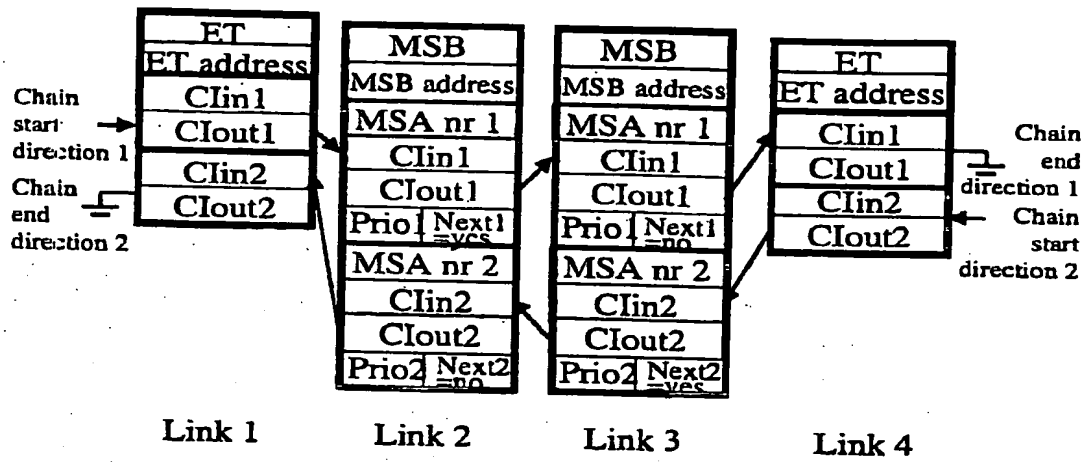 Chain
start
direction 1
Chain
end
direction 2
ET
ET address
CIin1
CIout1
CIin2
CIout2
MSB
MSB address
MSA nr 1
CIin1
CIout1
Prio1 Next1
=yes
MSA nr 2
CIin2
CIout2
Prio2 Next2
=no
MSB
MSB address
MSA nr 1
CIin1
CIout1
Prio1 Next1
=no
MSA nr 2
CIin2
CIout2
Prio2 Next2
=yes
ET
ET address
CIin1
CIout1
CIin2
CIout2
Chain
end
direction 1
Chain
start
direction 2
Link 1
Link 2
Link 3
Link 4